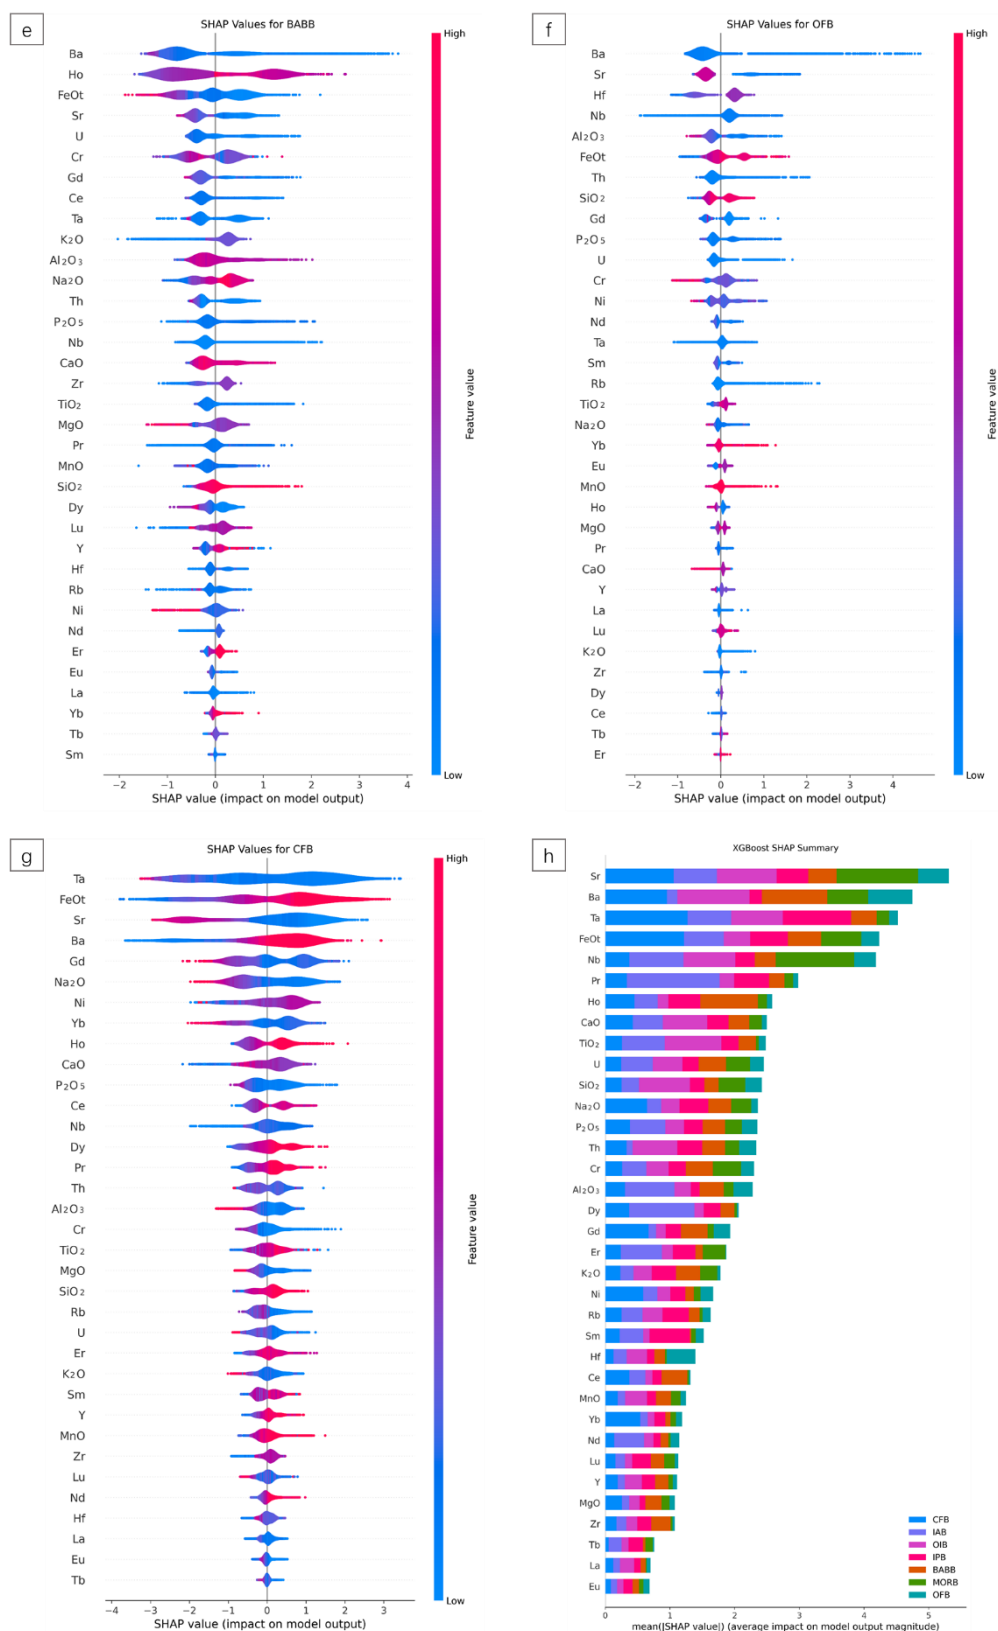 e
SHAP Values for BABB
High
Ba
Ho
FeOt
Sr
U
Cr
Gd
Ce
Ta
K₂O
Al₂O₃
Na₂O
Th
P₂O₅
Nb
CaO
Zr
TiO₂
MgO
Pr
MnO
SiO₂
Dy
Lu
Y
Hf
Rb
Ni
Nd
Er
Eu
La
Yb
Tb
Sm
Feature value
Low
−2 −1 0 1 2 3 4
SHAP value (impact on model output)
f
SHAP Values for OFB
High
Ba
Sr
Hf
Nb
Al₂O₃
FeOt
Th
SiO₂
Gd
P₂O₅
U
Cr
Ni
Nd
Ta
Sm
Rb
TiO₂
Na₂O
Yb
Eu
MnO
Ho
MgO
Pr
CaO
Y
La
Lu
K₂O
Zr
Dy
Ce
Tb
Er
Feature value
Low
−2 −1 0 1 2 3 4
SHAP value (impact on model output)
g
SHAP Values for CFB
High
Ta
FeOt
Sr
Ba
Gd
Na₂O
Ni
Yb
Ho
CaO
P₂O₅
Ce
Nb
Dy
Pr
Th
Al₂O₃
Cr
TiO₂
MgO
SiO₂
Rb
U
Er
K₂O
Sm
Y
MnO
Zr
Lu
Nd
Hf
La
Eu
Tb
Feature value
Low
−4 −3 −2 −1 0 1 2 3
SHAP value (impact on model output)
h
XGBoost SHAP Summary
Sr
Ba
Ta
FeOt
Nb
Pr
Ho
CaO
TiO₂
U
SiO₂
Na₂O
P₂O₅
Th
Cr
Al₂O₃
Dy
Gd
Er
K₂O
Ni
Rb
Sm
Hf
Ce
MnO
Yb
Nd
Lu
Y
MgO
Zr
Tb
La
Eu
CFB
IAB
OIB
IPB
BABB
MORB
OFB
0 1 2 3 4 5
mean(|SHAP value|) (average impact on model output magnitude)